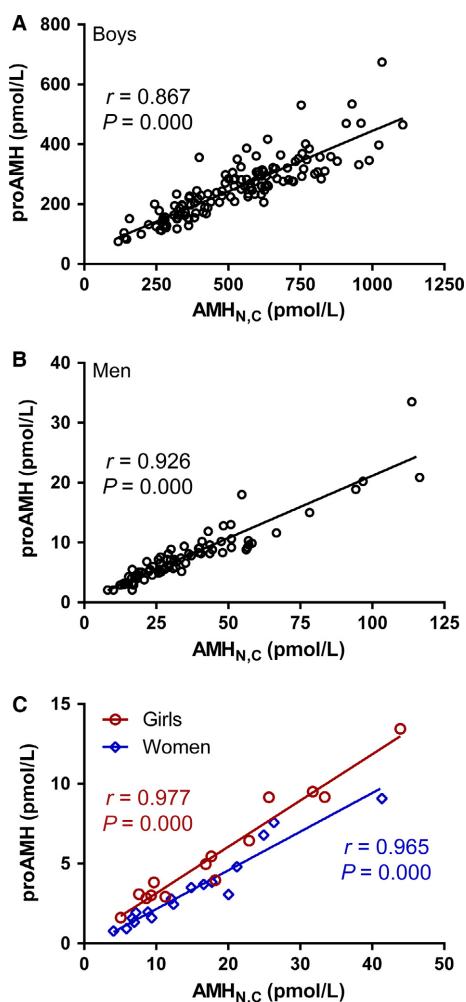 A
Boys
r = 0.867
P = 0.000
proAMH (pmol/L)
800
600
400
200
0
0 250 500 750 1000 1250
AMHN,C (pmol/L)
B
Men
r = 0.926
P = 0.000
proAMH (pmol/L)
40
30
20
10
0
0 25 50 75 100 125
AMHN,C (pmol/L)
C
Girls
Women
r = 0.977
P = 0.000
r = 0.965
P = 0.000
proAMH (pmol/L)
15
10
5
0
0 10 20 30 40 50
AMHN,C (pmol/L)